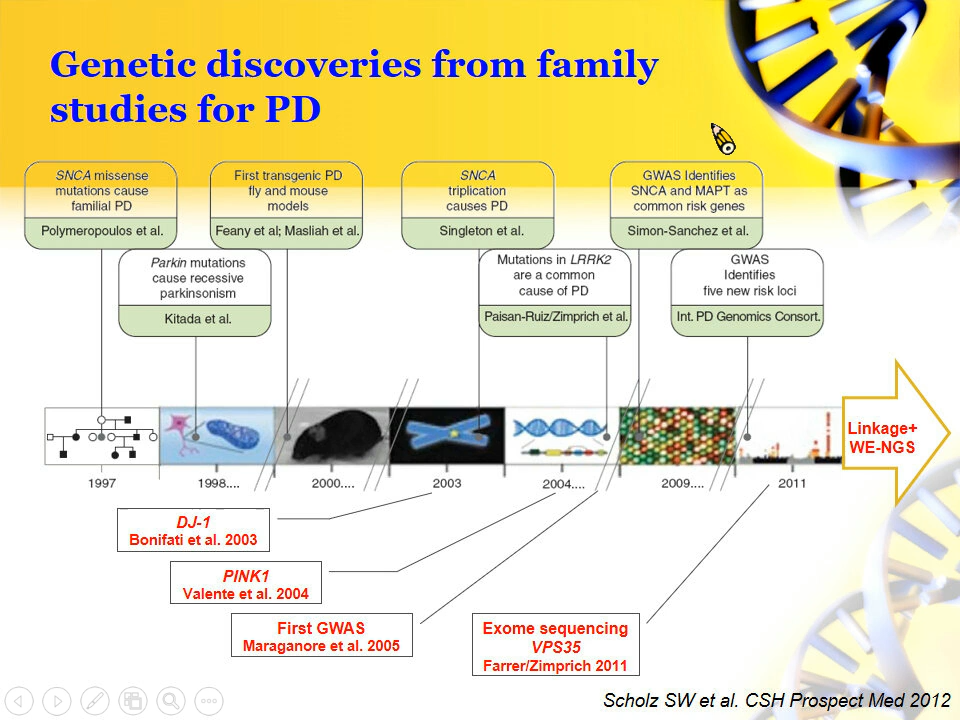 Genetic discoveries from family
studies for PD
SNCA missense
mutations cause
familial PD
Polymeropoulos et al.
First transgenic PD
fly and mouse
models
Feany et al; Masliah et al.
SNCA
triplication
causes PD
Singleton et al.
GWAS Identifies
SNCA and MAPT as
common risk genes
Simon-Sanchez et al.
Parkin mutations
cause recessive
parkinsonism
Kitada et al.
Mutations in LRRK2
are a common
cause of PD
Paisan-Ruiz/Zimprich et al.
GWAS
Identifies
five new risk loci
Int. PD Genomics Consort.
Linkage+
WE-NGS
1997
1998....
2000....
2003
2004....
2009....
2011
DJ-1
Bonifati et al. 2003
PINK1
Valente et al. 2004
First GWAS
Maraganore et al. 2005
Exome sequencing
VPS35
Farrer/Zimprich 2011
Scholz SW et al. CSH Prospect Med 2012